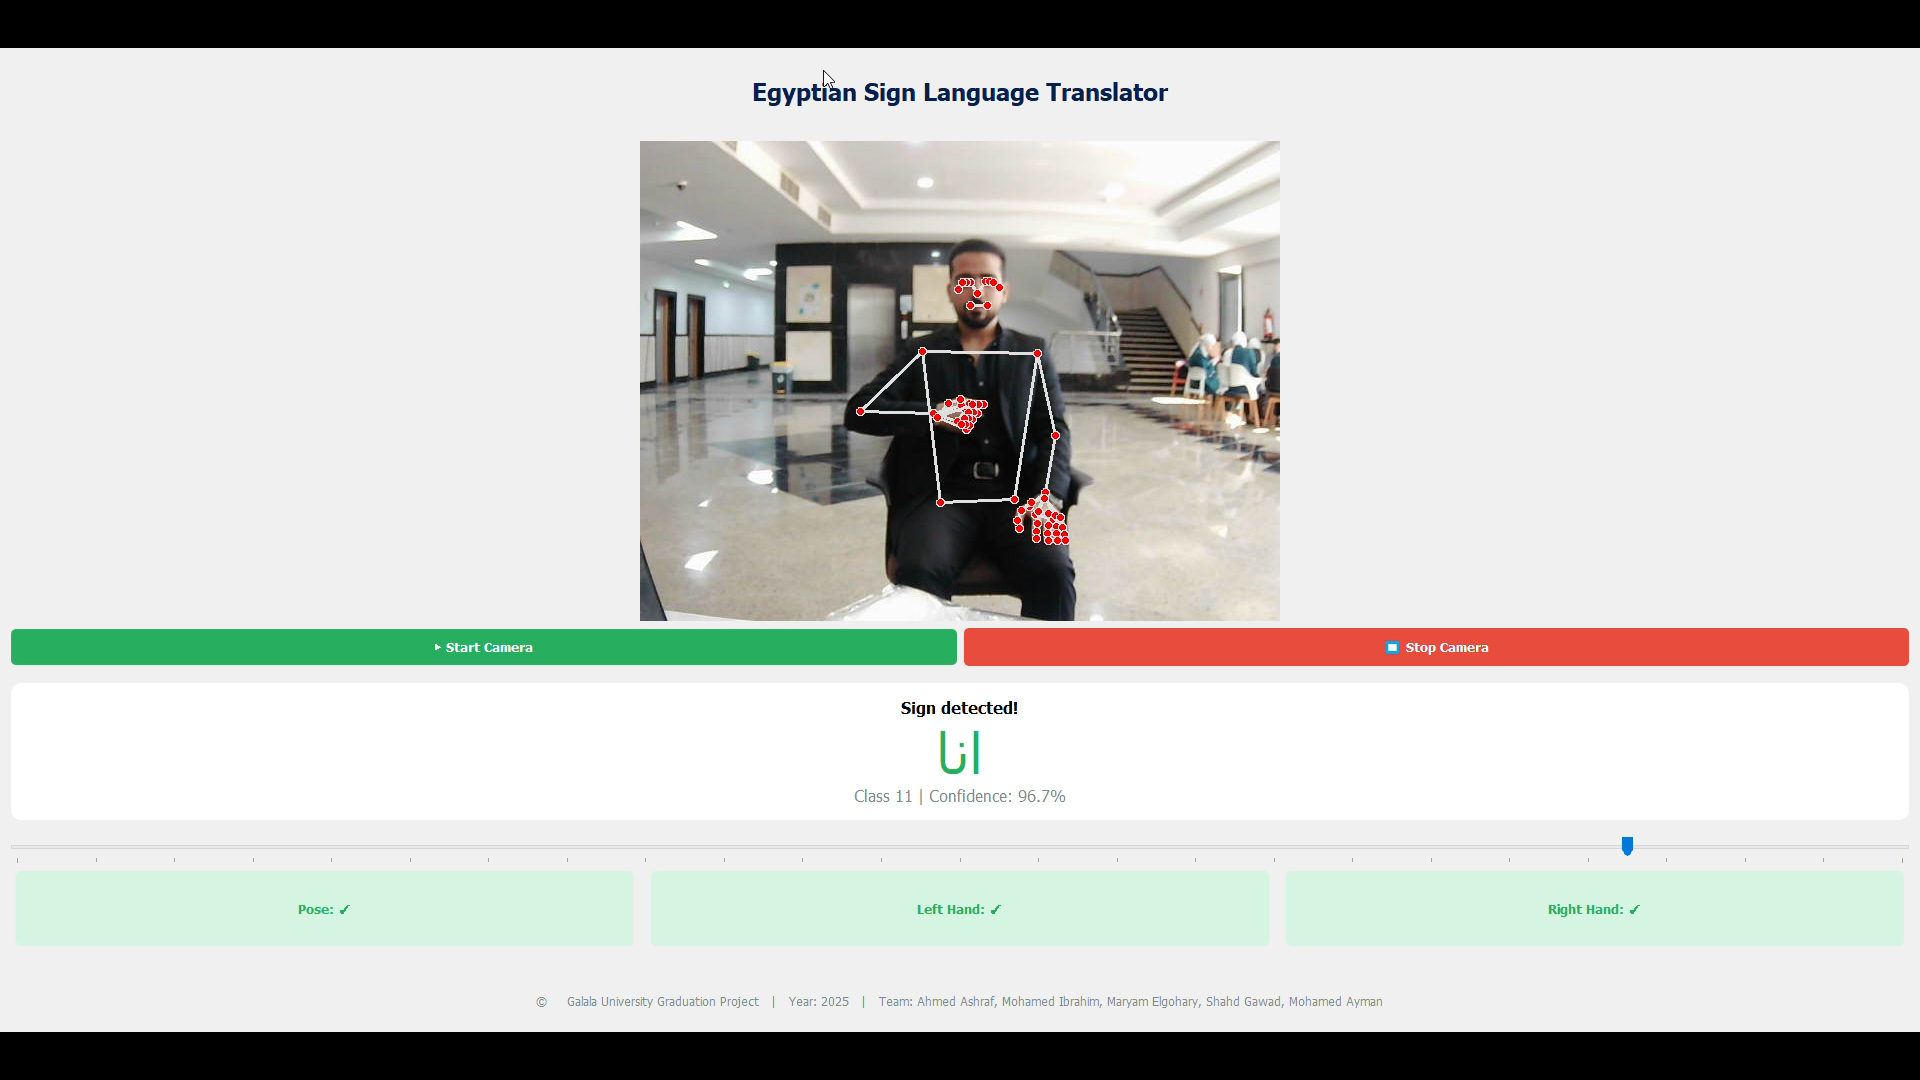 Egyptian Sign Language Translator
Start Camera
Stop Camera
Sign detected!
انا
Class 11 | Confidence: 96.7%
Pose: ✓
Left Hand: ✓
Right Hand: ✓
© Galala University Graduation Project | Year: 2025 | Team: Ahmed Ashraf, Mohamed Ibrahim, Maryam Elgohary, Shahd Gawad, Mohamed Ayman